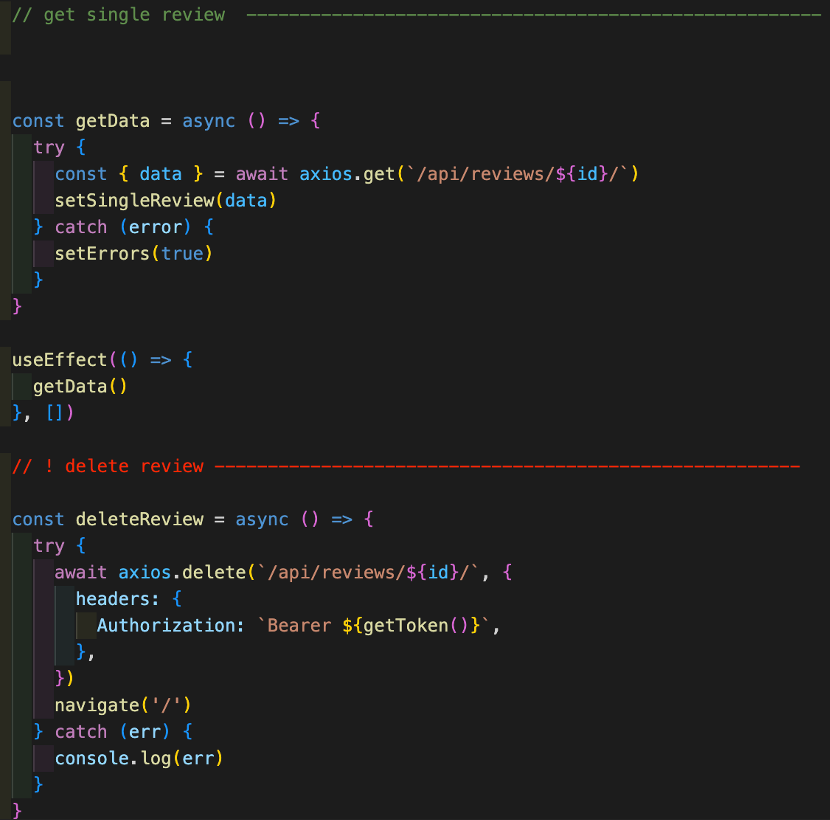 // get single review  ------------------------------------------------------
const getData = async () => {
  try {
    const { data } = await axios.get(`/api/reviews/${id}/`)
    setSingleReview(data)
  } catch (error) {
    setErrors(true)
  }
}
useEffect(() => {
  getData()
}, [])
// ! delete review -------------------------------------------------------
const deleteReview = async () => {
  try {
    await axios.delete(`/api/reviews/${id}/`, {
      headers: {
        Authorization: `Bearer ${getToken()}`,
      },
    })
    navigate('/')
  } catch (err) {
    console.log(err)
  }
}